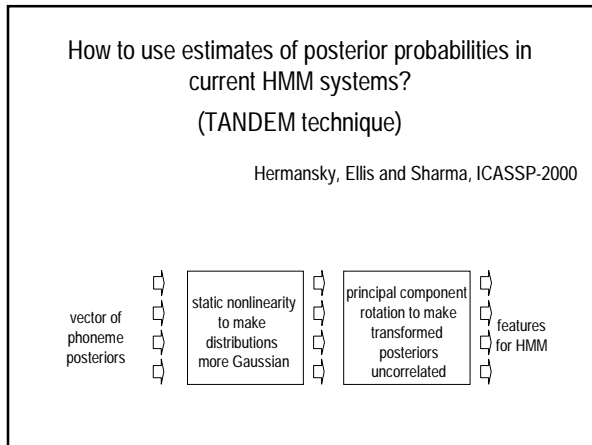 How to use estimates of posterior probabilities in
current HMM systems?
(TANDEM technique)
Hermansky, Ellis and Sharma, ICASSP-2000
vector of
phoneme
posteriors
static nonlinearity
to make
distributions
more Gaussian
principal component
rotation to make
transformed
posteriors
uncorrelated
features
for HMM